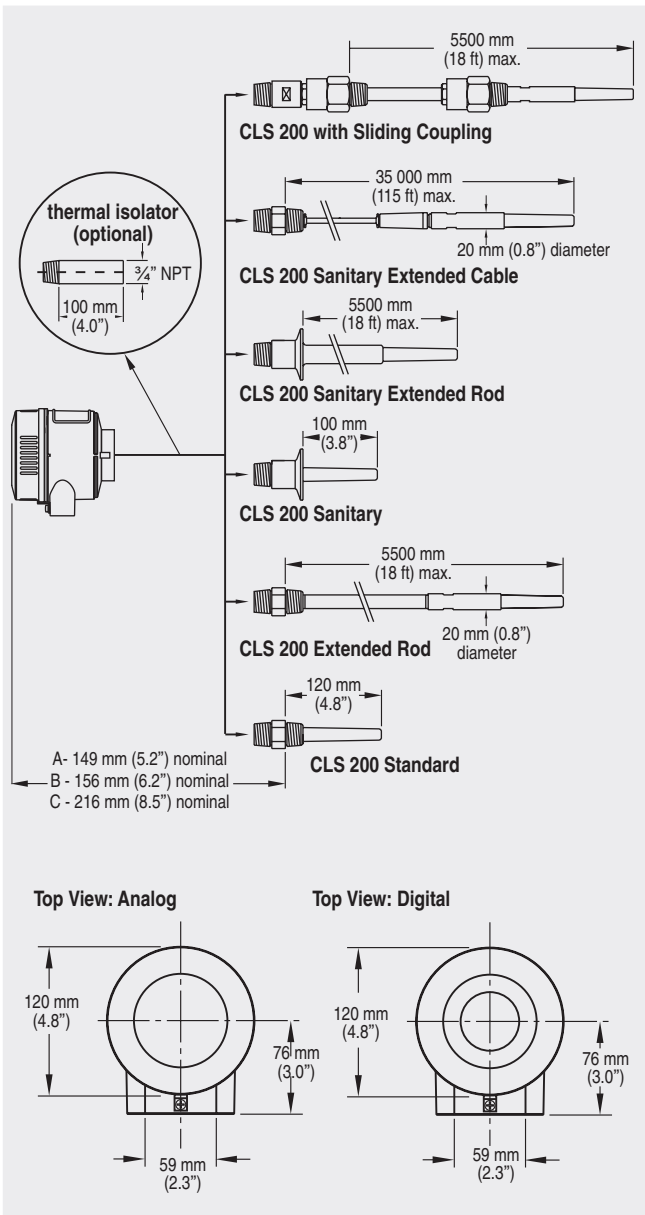 5500 mm
(18 ft) max.
CLS 200 with Sliding Coupling
thermal isolator
(optional)
¾” NPT
100 mm
(4.0”)
35 000 mm
(115 ft) max.
20 mm (0.8”) diameter
CLS 200 Sanitary Extended Cable
5500 mm
(18 ft) max.
CLS 200 Sanitary Extended Rod
100 mm
(3.8”)
CLS 200 Sanitary
5500 mm
(18 ft) max.
20 mm (0.8”)
diameter
CLS 200 Extended Rod
120 mm
(4.8”)
CLS 200 Standard
A- 149 mm (5.2”) nominal
B - 156 mm (6.2”) nominal
C - 216 mm (8.5”) nominal
Top View: Analog
120 mm
(4.8”)
76 mm
(3.0”)
59 mm
(2.3”)
Top View: Digital
120 mm
(4.8”)
76 mm
(3.0”)
59 mm
(2.3”)